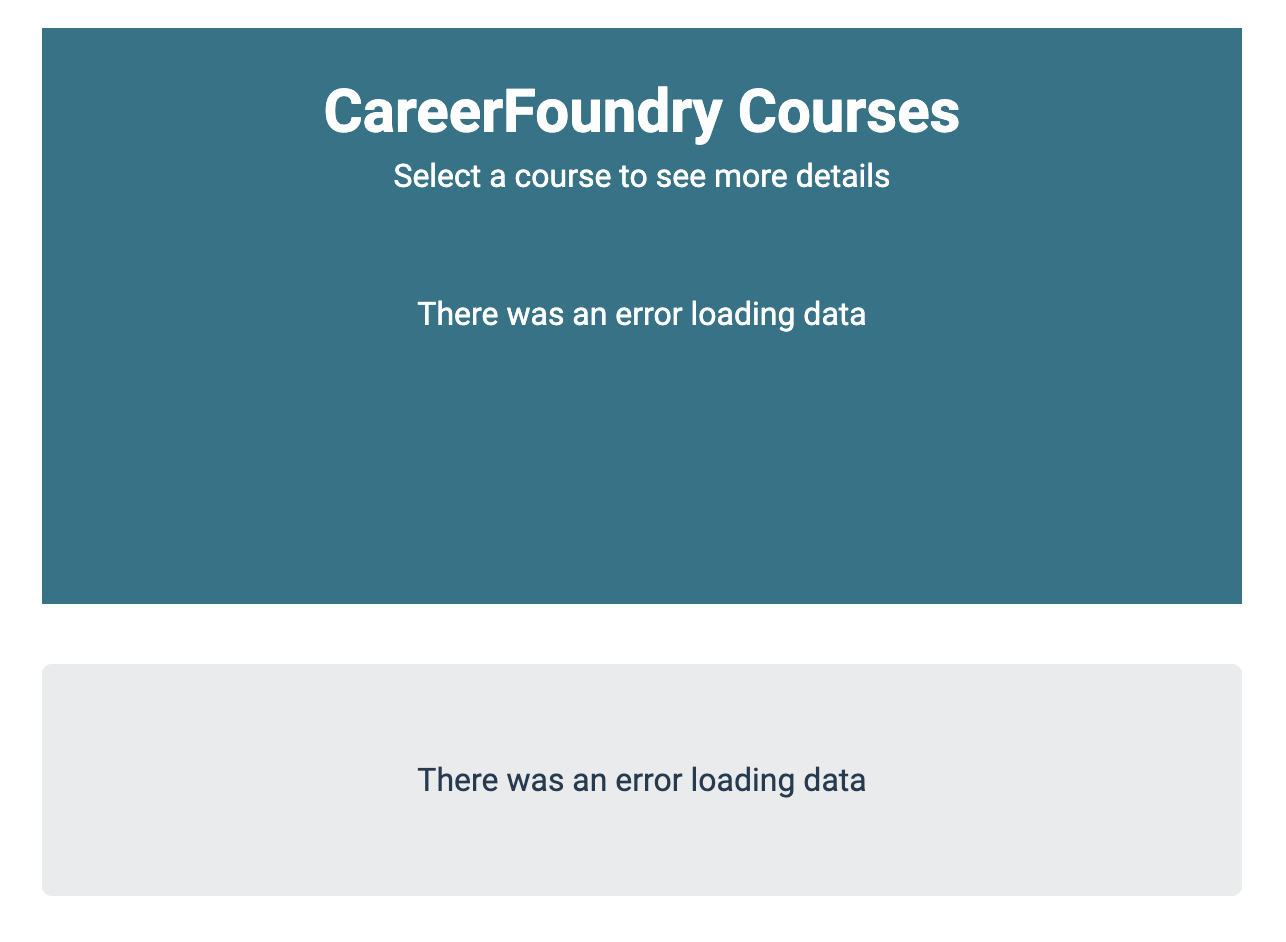 CareerFoundry Courses
Select a course to see more details
There was an error loading data
There was an error loading data